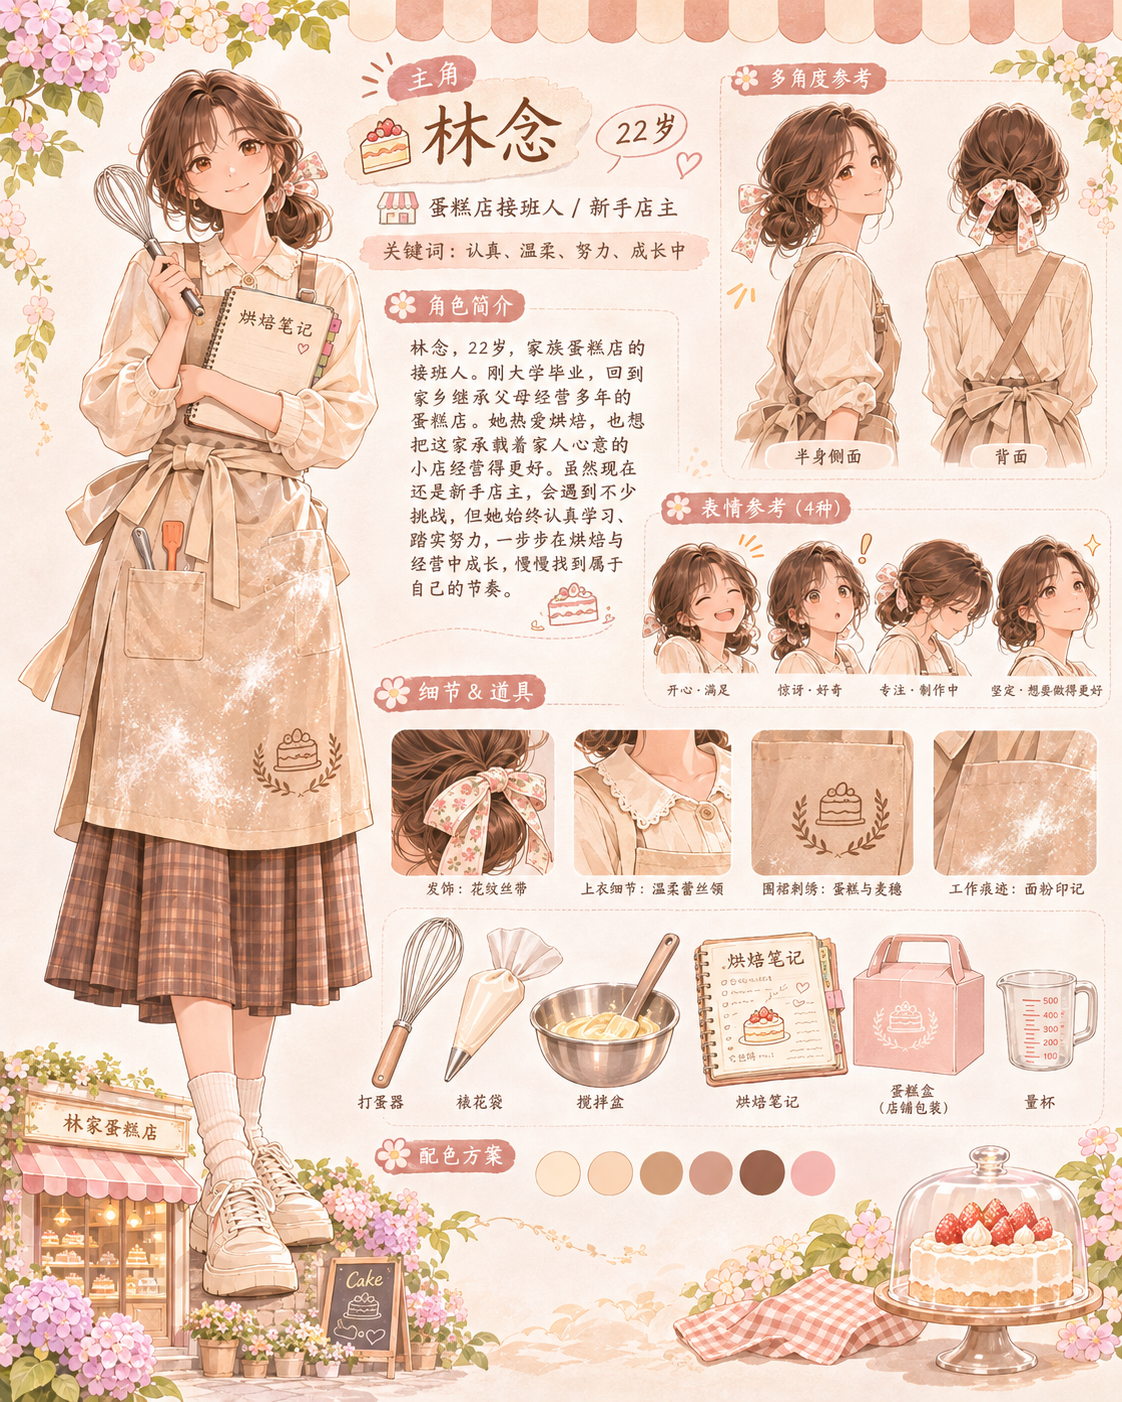 主角
林念
22岁
蛋糕店接班人 / 新手店主
关键词：认真、温柔、努力、成长中
角色简介
林念，22岁，家族蛋糕店的
接班人。刚大学毕业，回到
家乡继承父母经营多年的
蛋糕店。她热爱烘焙，也想
把这家承载着家人心意的
小店经营得更好。虽然现在
还是新手店主，会遇到不少
挑战，但她始终认真学习、
踏实努力，一步步在烘焙与
经营中成长，慢慢找到属于
自己的节奏。
烘焙笔记
多角度参考
半身侧面
背面
表情参考（4种）
开心·满足
惊讶·好奇
专注·制作中
坚定·想要做得更好
细节&道具
发饰：花纹丝带
上衣细节：温柔蕾丝领
围裙刺绣：蛋糕与麦穗
工作痕迹：面粉印记
烘焙笔记
500
400
300
200
100
打蛋器
裱花袋
搅拌盆
烘焙笔记
蛋糕盒
（店铺包装）
量杯
配色方案
林家蛋糕店
Cake